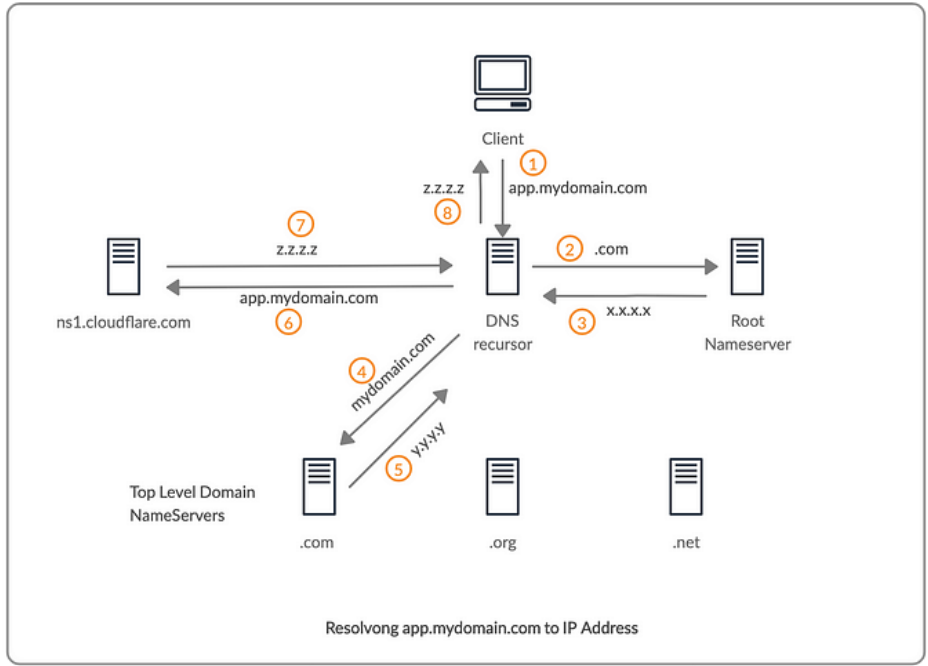 Client
1
z.z.z.z
app.mydomain.com
8
7
z.z.z.z
2
.com
app.mydomain.com
6
ns1.cloudflare.com
3
x.x.x.x
DNS
recursor
Root
Nameserver
4
mydomain.com
5
y.y.y.y
Top Level Domain
NameServers
.com
.org
.net
Resolvong app.mydomain.com to IP Address